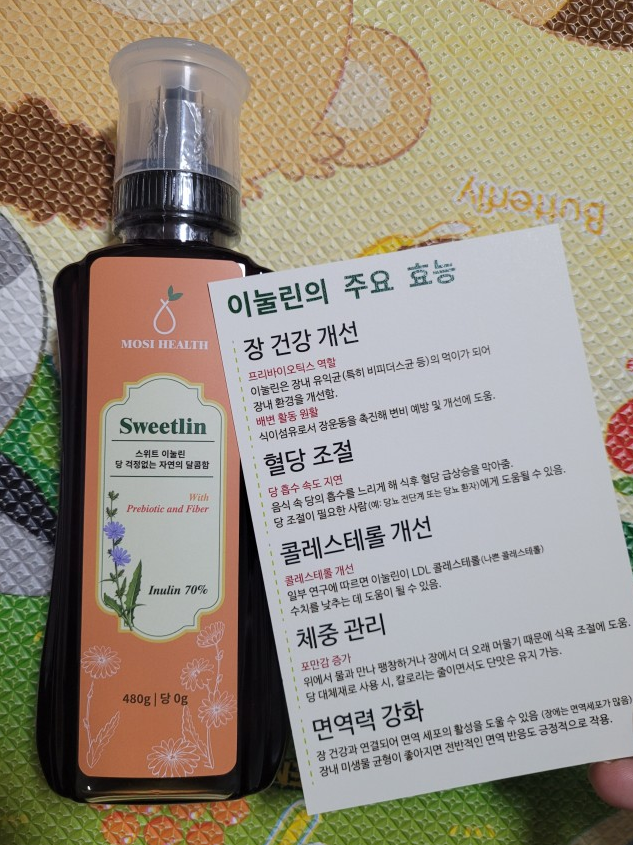 Butterfly
MOSI HEALTH
Sweetlin
스위트 이눌린
당 걱정없는 자연의 달콤함
With
Prebiotic and Fiber
Inulin 70%
480g | 당 0g
이눌린의 주요 효능
장 건강 개선
프리바이오틱스 역할
이눌린은 장내 유익균(특히 비피더스균 등)의 먹이가 되어
장내 환경을 개선함.
배변 활동 원활
식이섬유로서 장운동을 촉진해 변비 예방 및 개선에 도움.
혈당 조절
당 흡수 속도 지연
음식 속 당의 흡수를 느리게 해 식후 혈당 급상승을 막아줌.
당 조절이 필요한 사람(예: 당뇨 전단계 또는 당뇨 환자)에게 도움될 수 있음.
콜레스테롤 개선
콜레스테롤 개선
일부 연구에 따르면 이눌린이 LDL 콜레스테롤(나쁜 콜레스테롤)
수치를 낮추는 데 도움이 될 수 있음.
체중 관리
포만감 증가
위에서 물과 만나 팽창하거나 장에서 더 오래 머물기 때문에 식욕 조절에 도움.
당 대체재로 사용 시, 칼로리는 줄이면서도 단맛은 유지 가능.
면역력 강화
장 건강과 연결되어 면역 세포의 활성을 도울 수 있음 (장에는 면역세포가 많음)
장내 미생물 균형이 좋아지면 전반적인 면역 반응도 긍정적으로 작용.